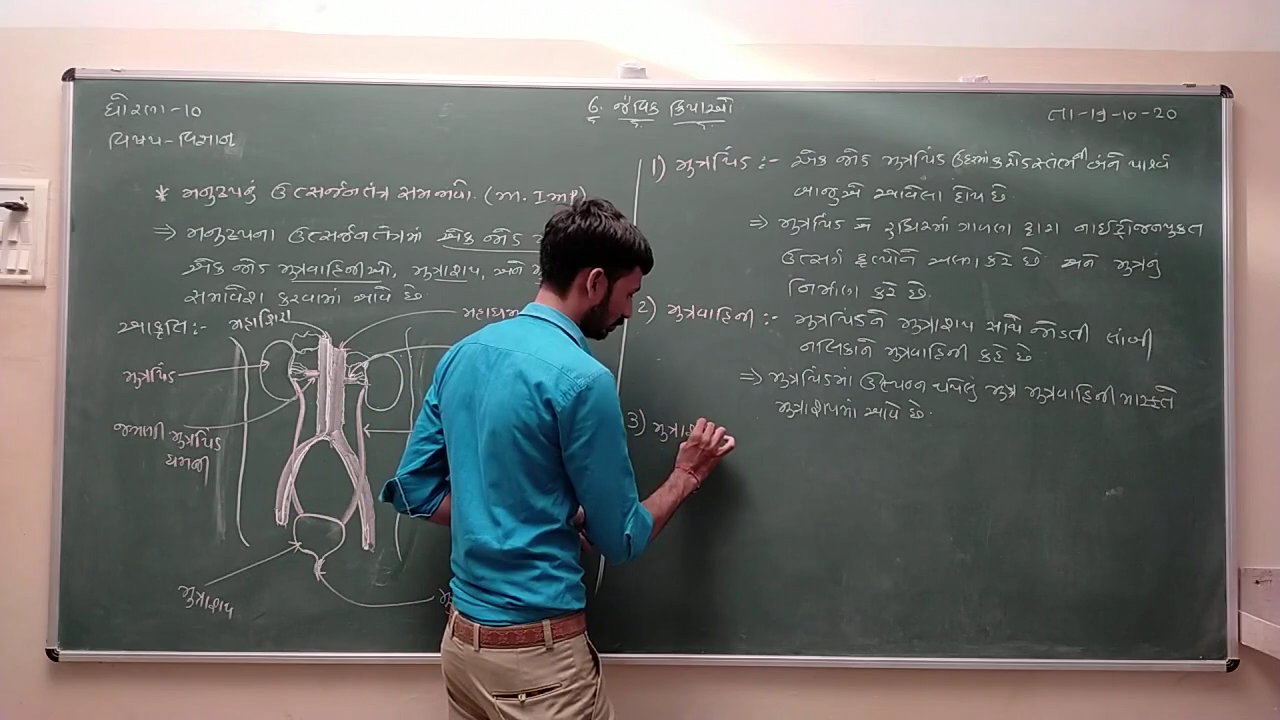 ધોરણ-10
વિષય-વિજ્ઞાન
6. જૈવિક ક્રિયાઓ
તા-19-10-20
* મનુષ્યનું ઉત્સર્જનતંત્ર સમજાવો. (M. Imp)
⇒ મનુષ્યના ઉત્સર્જનતંત્રમાં એક જોડ
એક જોડ મુત્રવાહિનીઓ, મુત્રાશય, અને
સમાવેશ કરવામાં આવે છે.
આકૃતિ:- મહાશિરા
મુત્રપિંડ
જમણી મુત્રપિંડ
ધમની
મુત્રાશય
1) મુત્રપિંડ :- એક જોડ મુત્રપિંડ ઉદરમાં કરોડસ્તંભની બંને પાર્શ્વ
બાજુએ આવેલા હોય છે.
⇒ મુત્રપિંડ એ રુધિરમાં ગાળણ દ્વારા નાઈટ્રોજનયુક્ત
ઉત્સર્ગ દ્રવ્યોને અલગ કરે છે અને મુત્રનું
નિર્માણ કરે છે.
2) મુત્રવાહિની :- મુત્રપિંડને મુત્રાશય સાથે જોડતી લાંબી
નલિકાને મુત્રવાહિની કહે છે
⇒ મુત્રપિંડમાં ઉત્પન્ન થયેલું મુત્ર મુત્રવાહિની મારફતે
મુત્રાશયમાં આવે છે.
3) મુત્રાશ